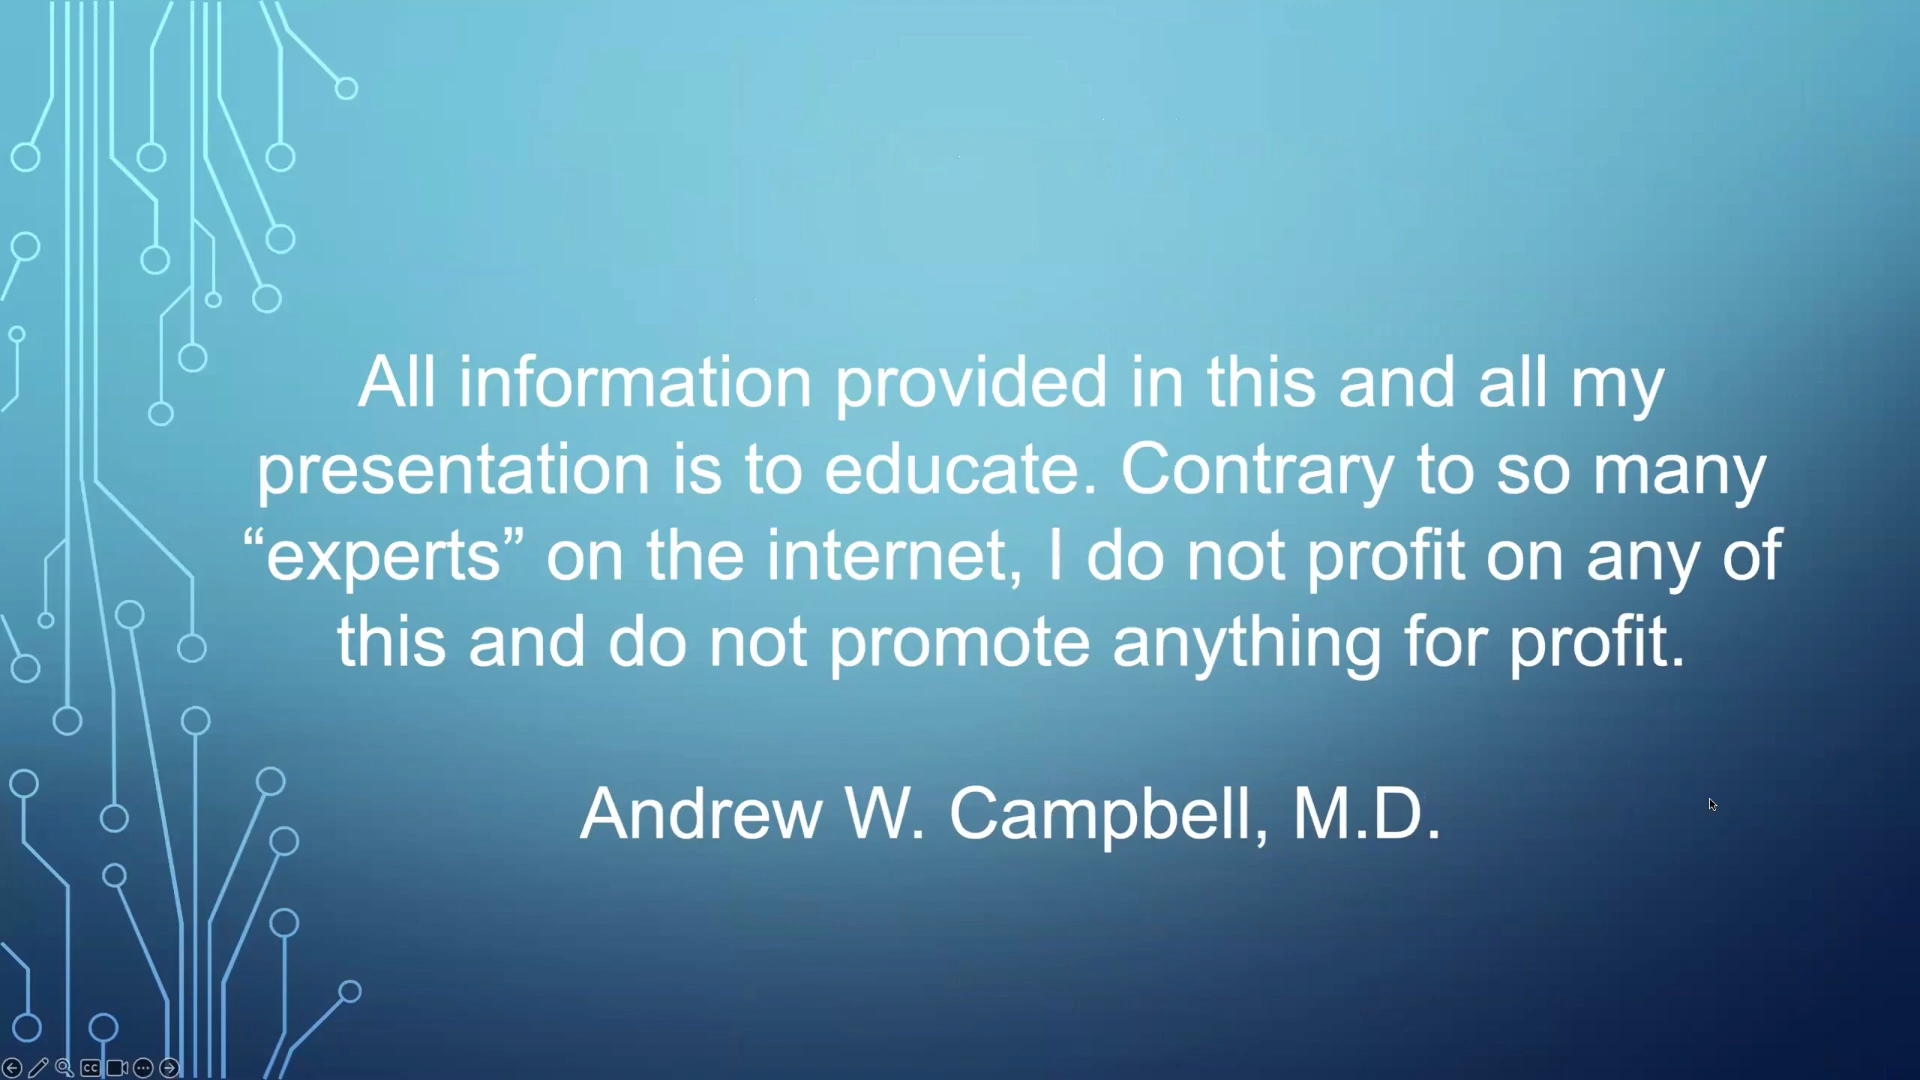 All information provided in this and all my
presentation is to educate. Contrary to so many
“experts” on the internet, I do not profit on any of
this and do not promote anything for profit.
Andrew W. Campbell, M.D.
CC